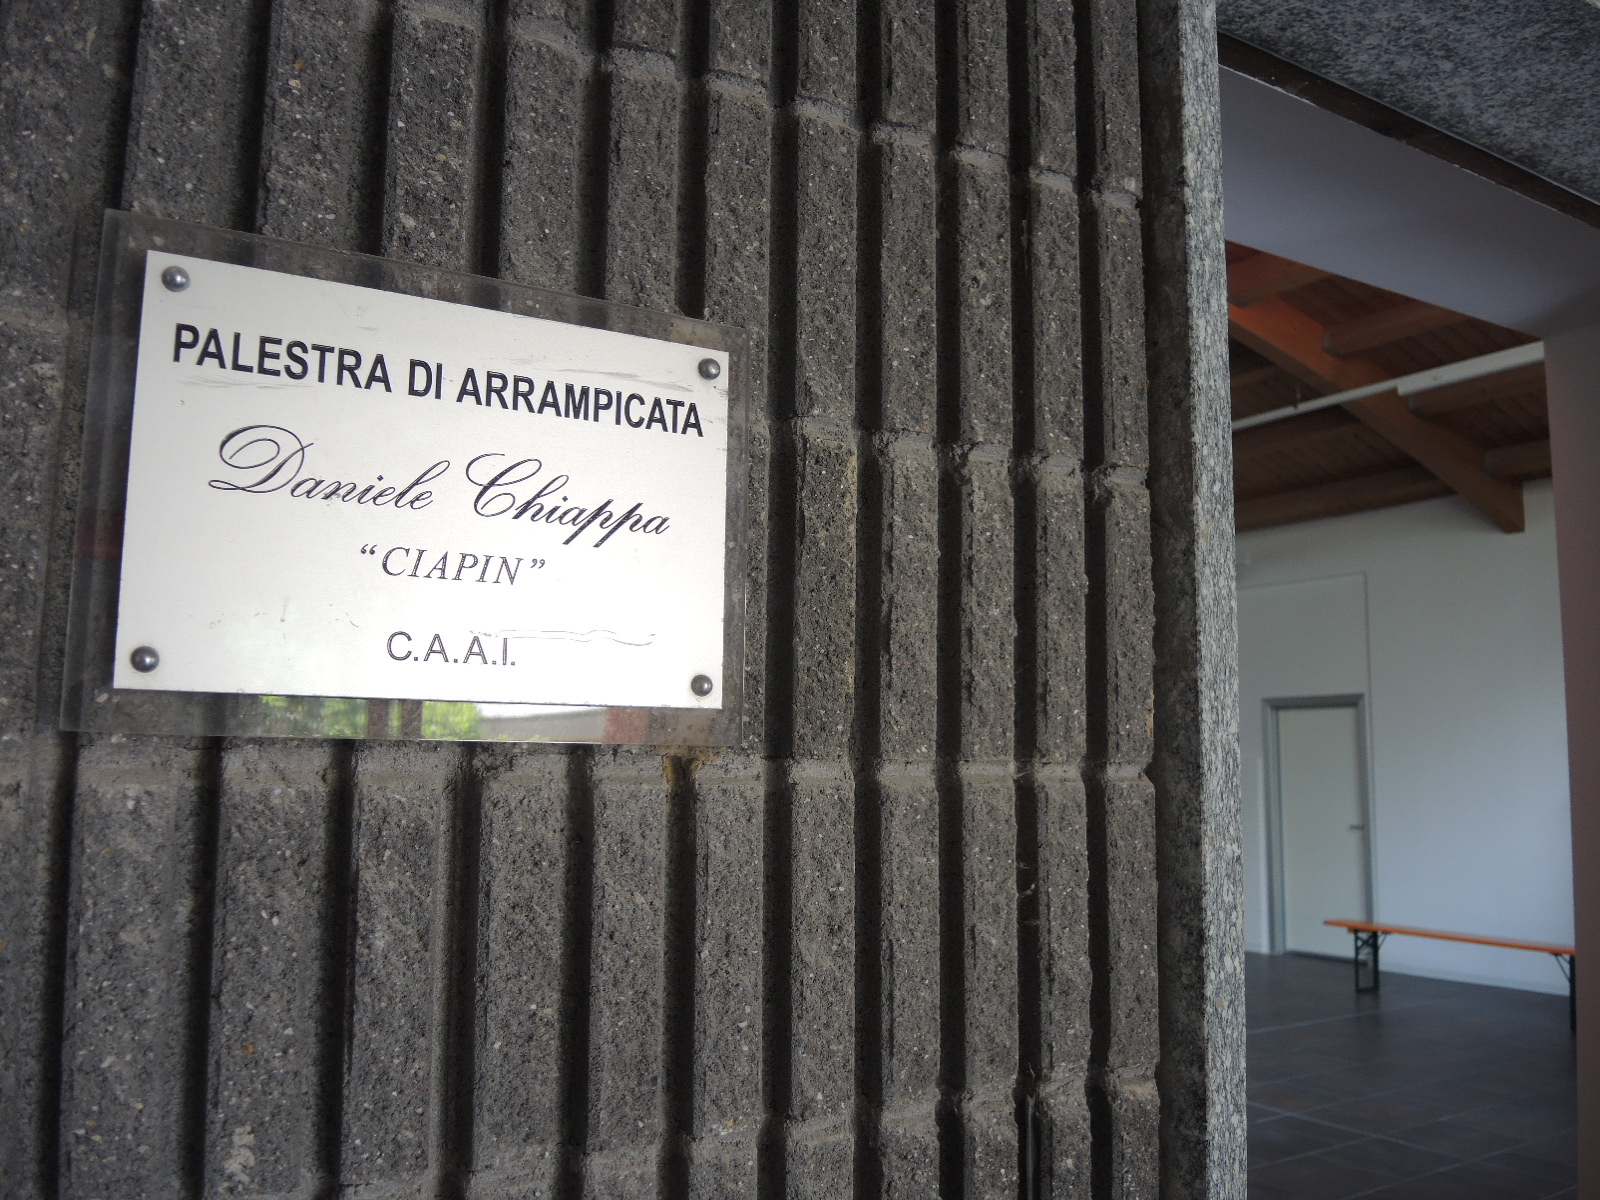 PALESTRA DI ARRAMPICATA
Daniele Chiappa
“CIAPIN”
C.A.A.I.